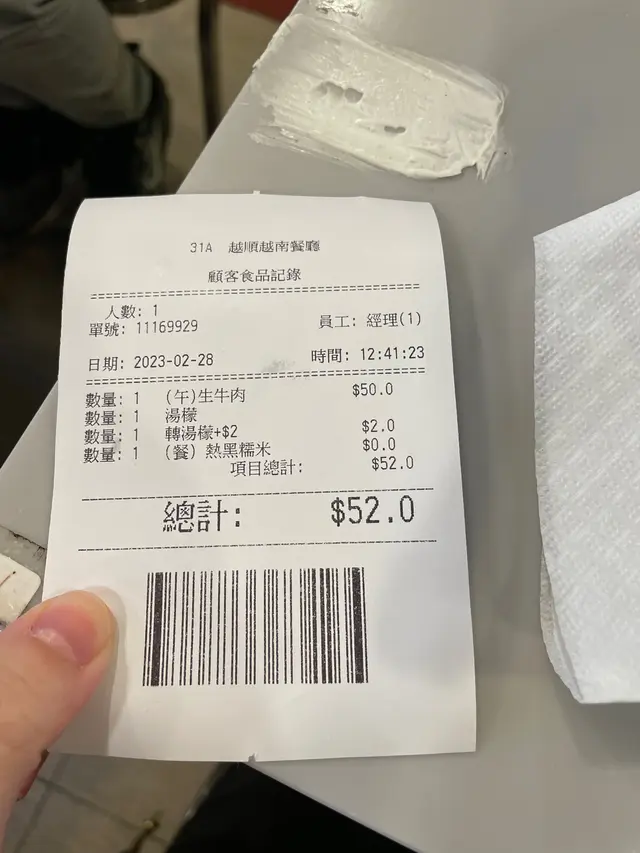 31A 越順越南餐廳
顧客食品記錄
人數: 1
單號: 11169929 員工: 經理(1)
日期: 2023-02-28 時間: 12:41:23
數量: 1 (午)生牛肉 $50.0
數量: 1 湯檬
數量: 1 轉湯檬+$2 $2.0
數量: 1 (餐) 熱黑糯米 $0.0
項目總計: $52.0
總計: $52.0